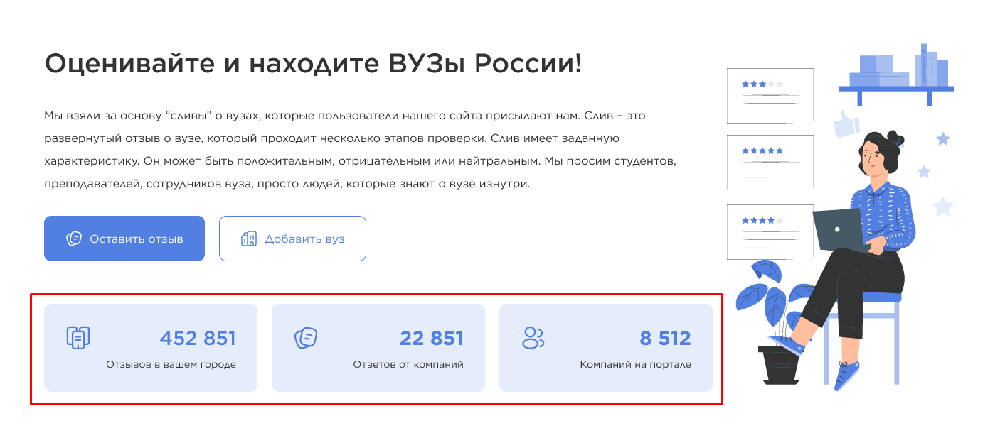 Оценивайте и находите ВУЗы России!
Мы взяли за основу “сливы” о вузах, которые пользователи нашего сайта присылают нам. Слив – это
развернутый отзыв о вузе, который проходит несколько этапов проверки. Слив имеет заданную
характеристику. Он может быть положительным, отрицательным или нейтральным. Мы просим студентов,
преподавателей, сотрудников вуза, просто людей, которые знают о вузе изнутри.
Оставить отзыв
Добавить вуз
452 851
Отзывов в вашем городе
22 851
Ответов от компаний
8 512
Компаний на портале